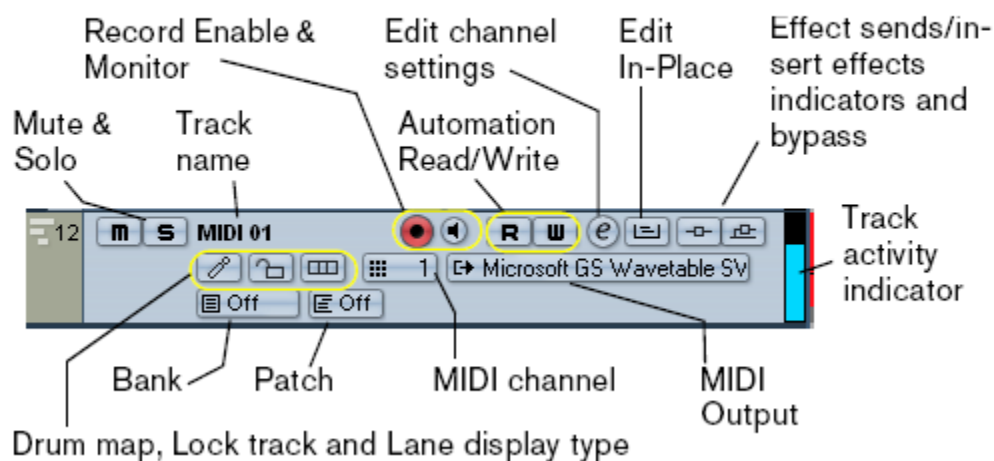 Record Enable &
Monitor
Edit channel
settings
Edit
In-Place
Effect sends/in-
sert effects
indicators and
bypass
Mute &
Solo
Track
name
Automation
Read/Write
12 m S MIDI 01 R W e
1 Microsoft GS Wavetable SV
Off Off
Track
activity
indicator
Bank
Patch
MIDI channel
MIDI
Output
Drum map, Lock track and Lane display type